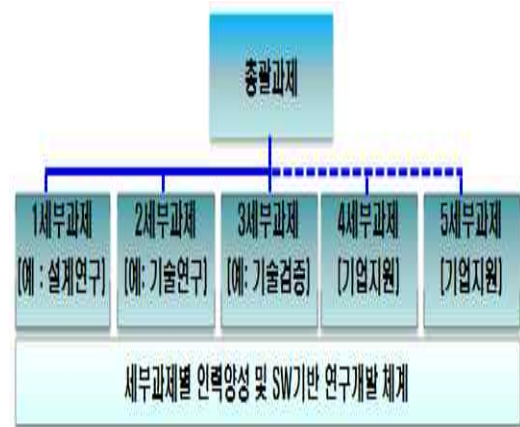 총괄과제
1세부과제
(예 : 설계연구)
2세부과제
(예: 기술연구)
3세부과제
(예: 기술검증)
4세부과제
(기업지원)
5세부과제
(기업지원)
세부과제별 인력양성 및 SW기반 연구개발 체계